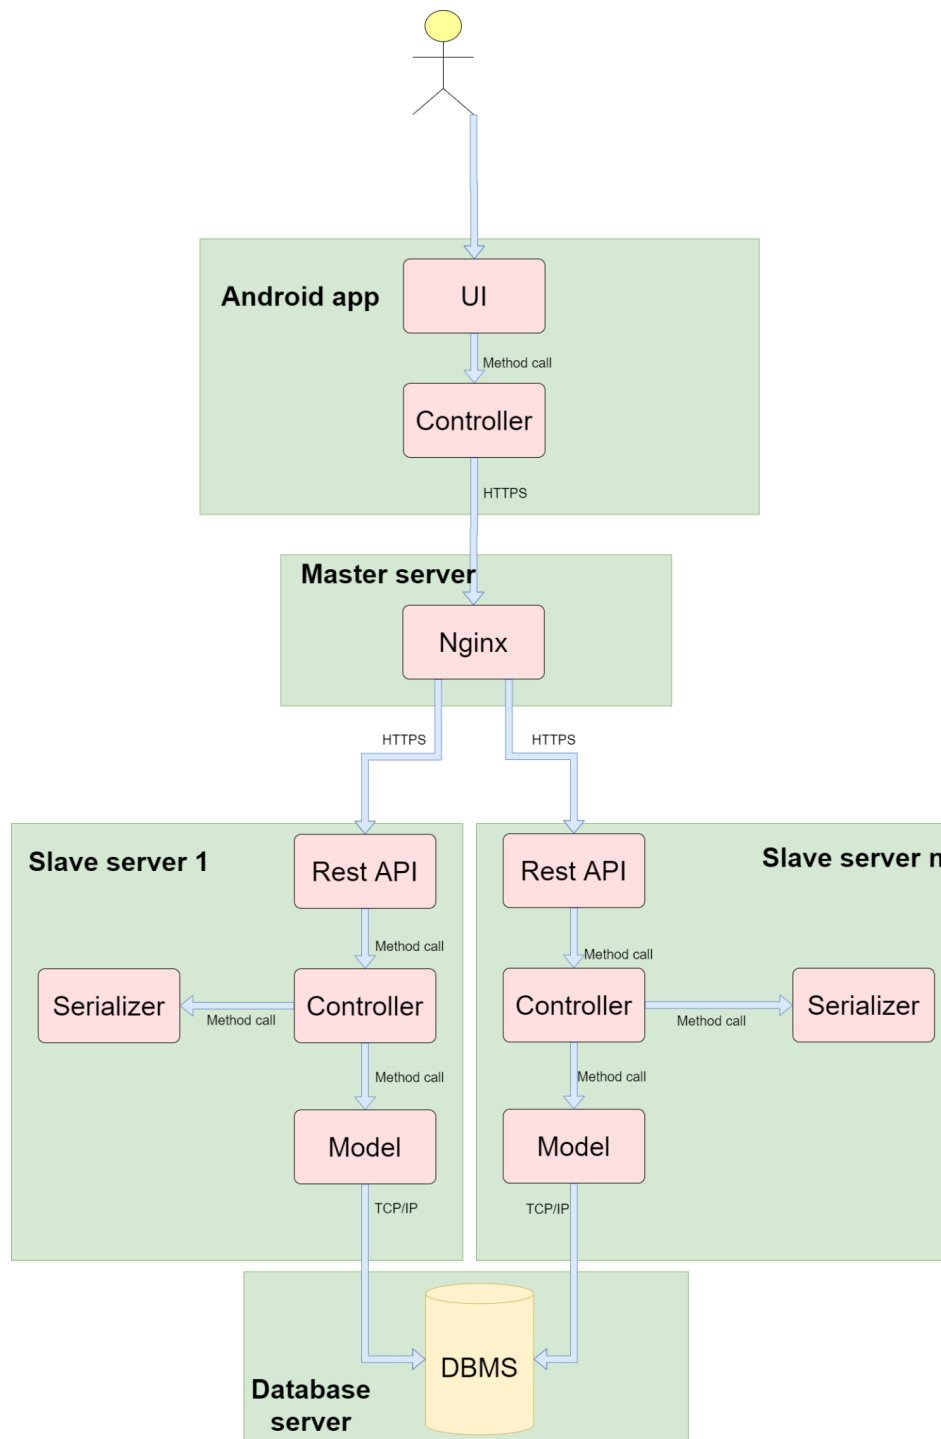 Android app
UI
Method call
Controller
HTTPS
Master server
Nginx
HTTPS
HTTPS
Slave server 1
Rest API
Rest API
Slave server n
Method call
Method call
Serializer
Method call
Controller
Controller
Method call
Serializer
Method call
Method call
Model
Model
TCP/IP
TCP/IP
DBMS
Database
server